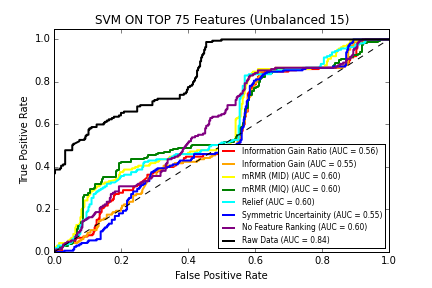 SVM ON TOP 75 Features (Unbalanced 15)
True Positive Rate
1.0
0.8
0.6
0.4
0.2
0.0
Information Gain Ratio (AUC = 0.56)
Information Gain (AUC = 0.55)
mRMR (MID) (AUC = 0.60)
mRMR (MIQ) (AUC = 0.60)
Relief (AUC = 0.60)
Symmetric Uncertainity (AUC = 0.55)
No Feature Ranking (AUC = 0.60)
Raw Data (AUC = 0.84)
0.0 0.2 0.4 0.6 0.8 1.0
False Positive Rate